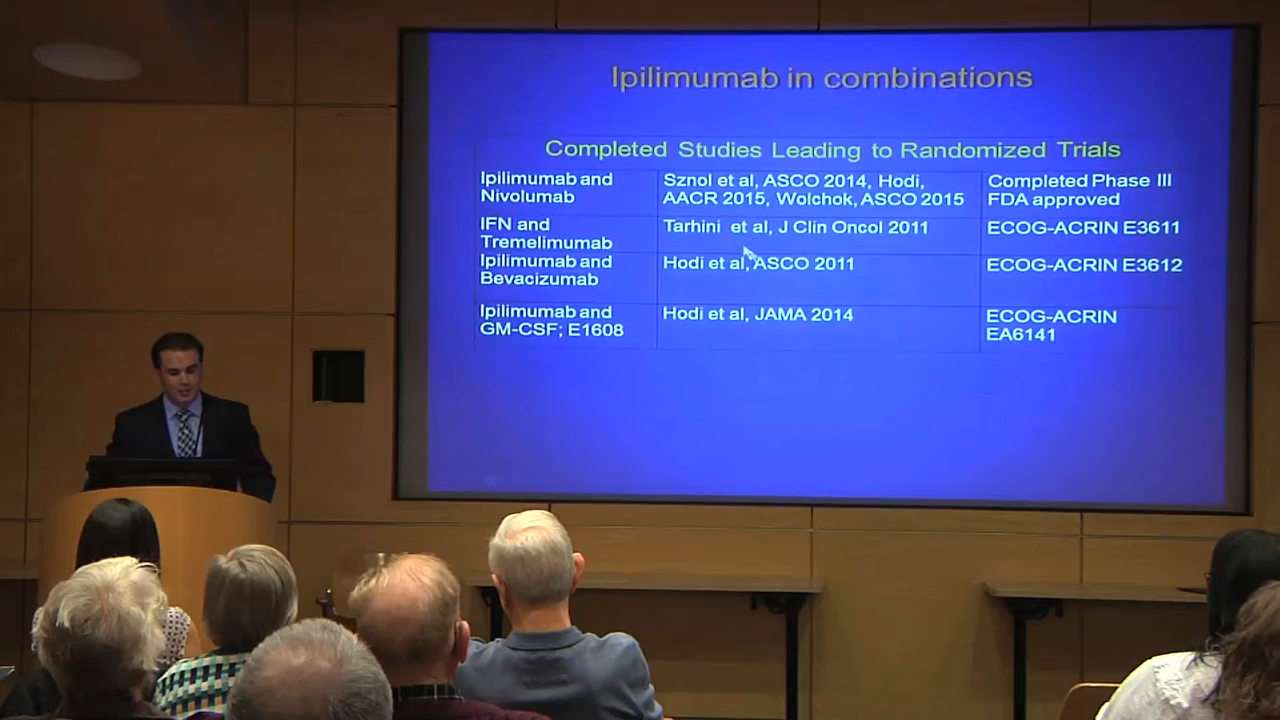 Ipilimumab in combinations
Completed Studies Leading to Randomized Trials
Ipilimumab and
Nivolumab
Sznol et al, ASCO 2014, Hodi,
AACR 2015, Wolchok, ASCO 2015
Completed Phase III
FDA approved
IFN and
Tremelimumab
Tarhini et al, J Clin Oncol 2011
ECOG-ACRIN E3611
Ipilimumab and
Bevacizumab
Hodi et al, ASCO 2011
ECOG-ACRIN E3612
Ipilimumab and
GM-CSF; E1608
Hodi et al, JAMA 2014
ECOG-ACRIN
EA6141